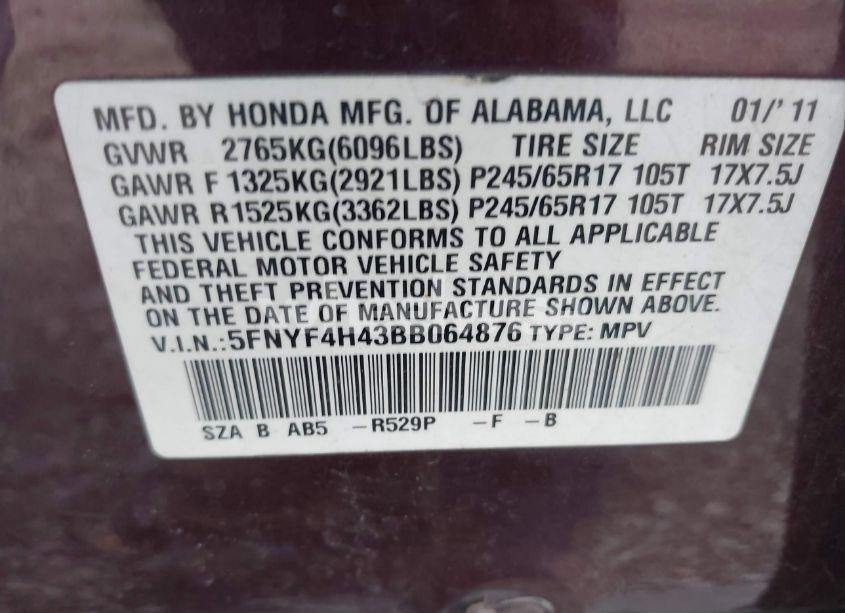 MFD. BY HONDA MFG. OF ALABAMA, LLC 01/'11
GVWR 2765KG(6096LBS) TIRE SIZE RIM SIZE
GAWR F 1325KG(2921LBS) P245/65R17 105T 17X7.5J
GAWR R1525KG(3362LBS) P245/65R17 105T 17X7.5J
THIS VEHICLE CONFORMS TO ALL APPLICABLE
FEDERAL MOTOR VEHICLE SAFETY
AND THEFT PREVENTION STANDARDS IN EFFECT
ON THE DATE OF MANUFACTURE SHOWN ABOVE.
V.I.N.:5FNYF4H43BB064876 TYPE: MPV
SZA B AB5 -R529P -F -B